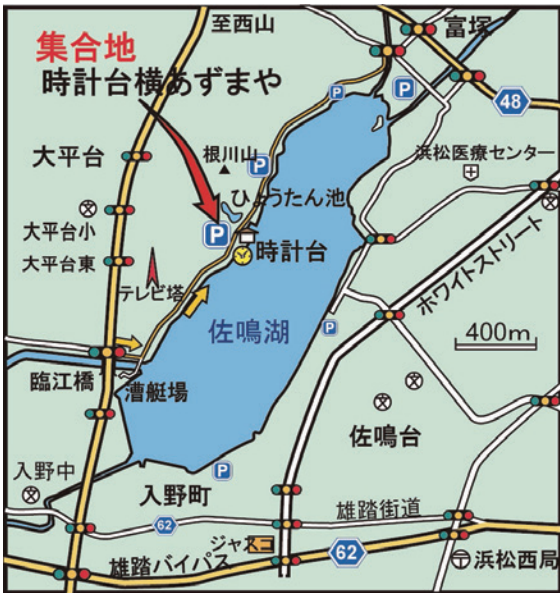 至西山
富塚
集合地
時計台横あずまや
P
P
48
大平台
根川山
P
浜松医療センター
ひょうたん池
大平台小
P
時計台
大平台東
テレビ塔
ホワイトストリート
佐鳴湖
P
400m
臨江橋
漕艇場
佐鳴台
入野中
P
入野町
62
雄踏街道
ジャスコ
62
雄踏バイパス
浜松西局